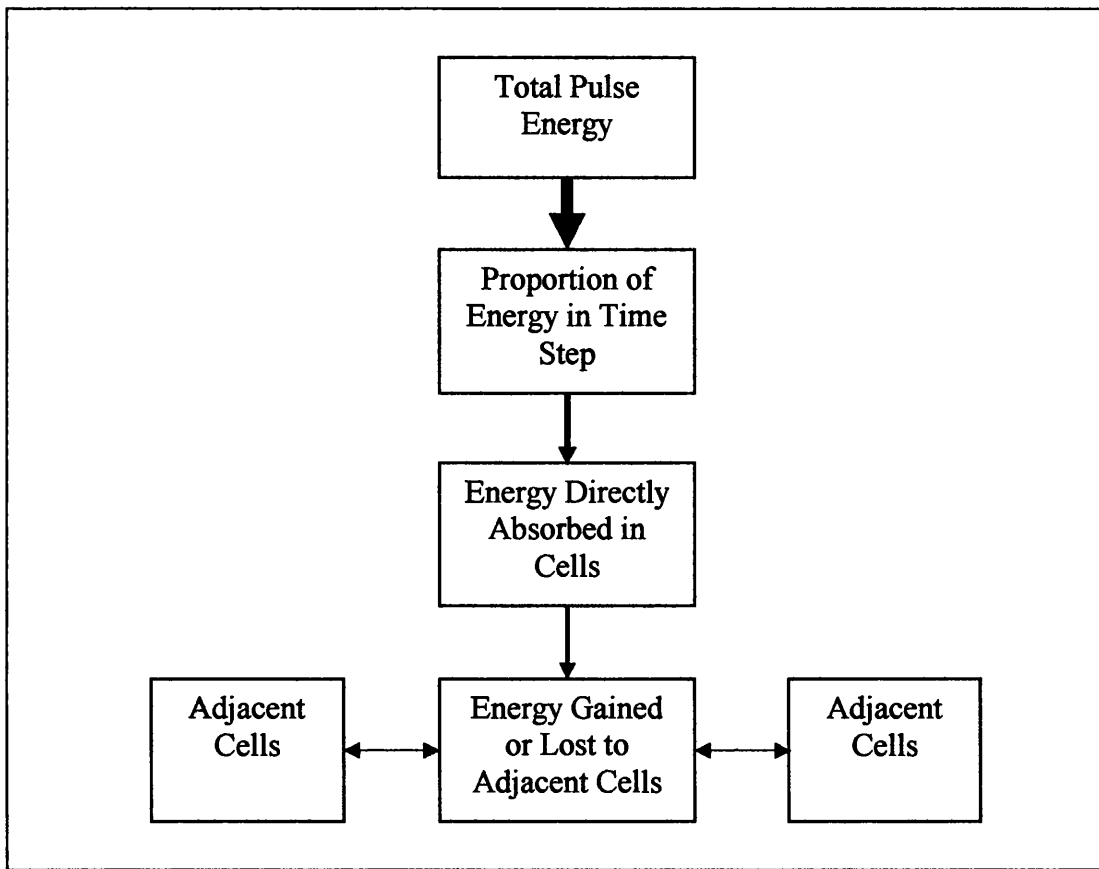 Total Pulse
Energy
Proportion of
Energy in Time
Step
Energy Directly
Absorbed in
Cells
Adjacent
Cells
Energy Gained
or Lost to
Adjacent Cells
Adjacent
Cells